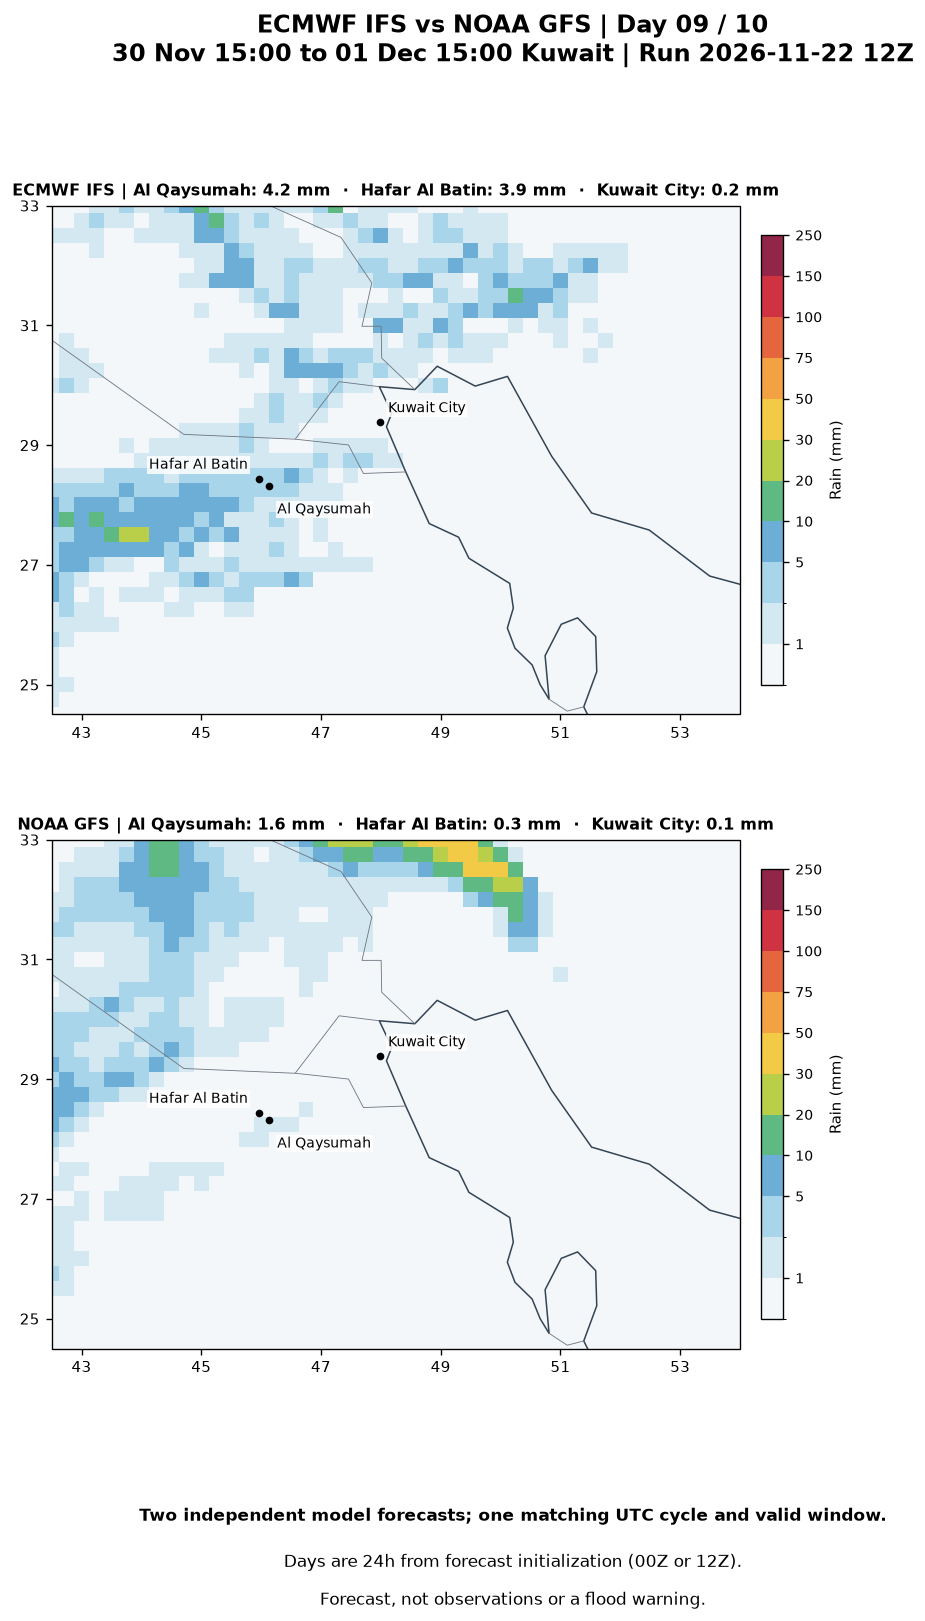 ECMWF IFS vs NOAA GFS | Day 09 / 10
30 Nov 15:00 to 01 Dec 15:00 Kuwait | Run 2026-11-22 12Z
ECMWF IFS | Al Qaysumah: 4.2 mm · Hafar Al Batin: 3.9 mm · Kuwait City: 0.2 mm
33
31
29
27
25
43
45
47
49
51
53
Kuwait City
Hafar Al Batin
Al Qaysumah
250
150
100
75
50
30
20
10
5
1
Rain (mm)
NOAA GFS | Al Qaysumah: 1.6 mm · Hafar Al Batin: 0.3 mm · Kuwait City: 0.1 mm
33
31
29
27
25
43
45
47
49
51
53
Kuwait City
Hafar Al Batin
Al Qaysumah
250
150
100
75
50
30
20
10
5
1
Rain (mm)
Two independent model forecasts; one matching UTC cycle and valid window.
Days are 24h from forecast initialization (00Z or 12Z).
Forecast, not observations or a flood warning.